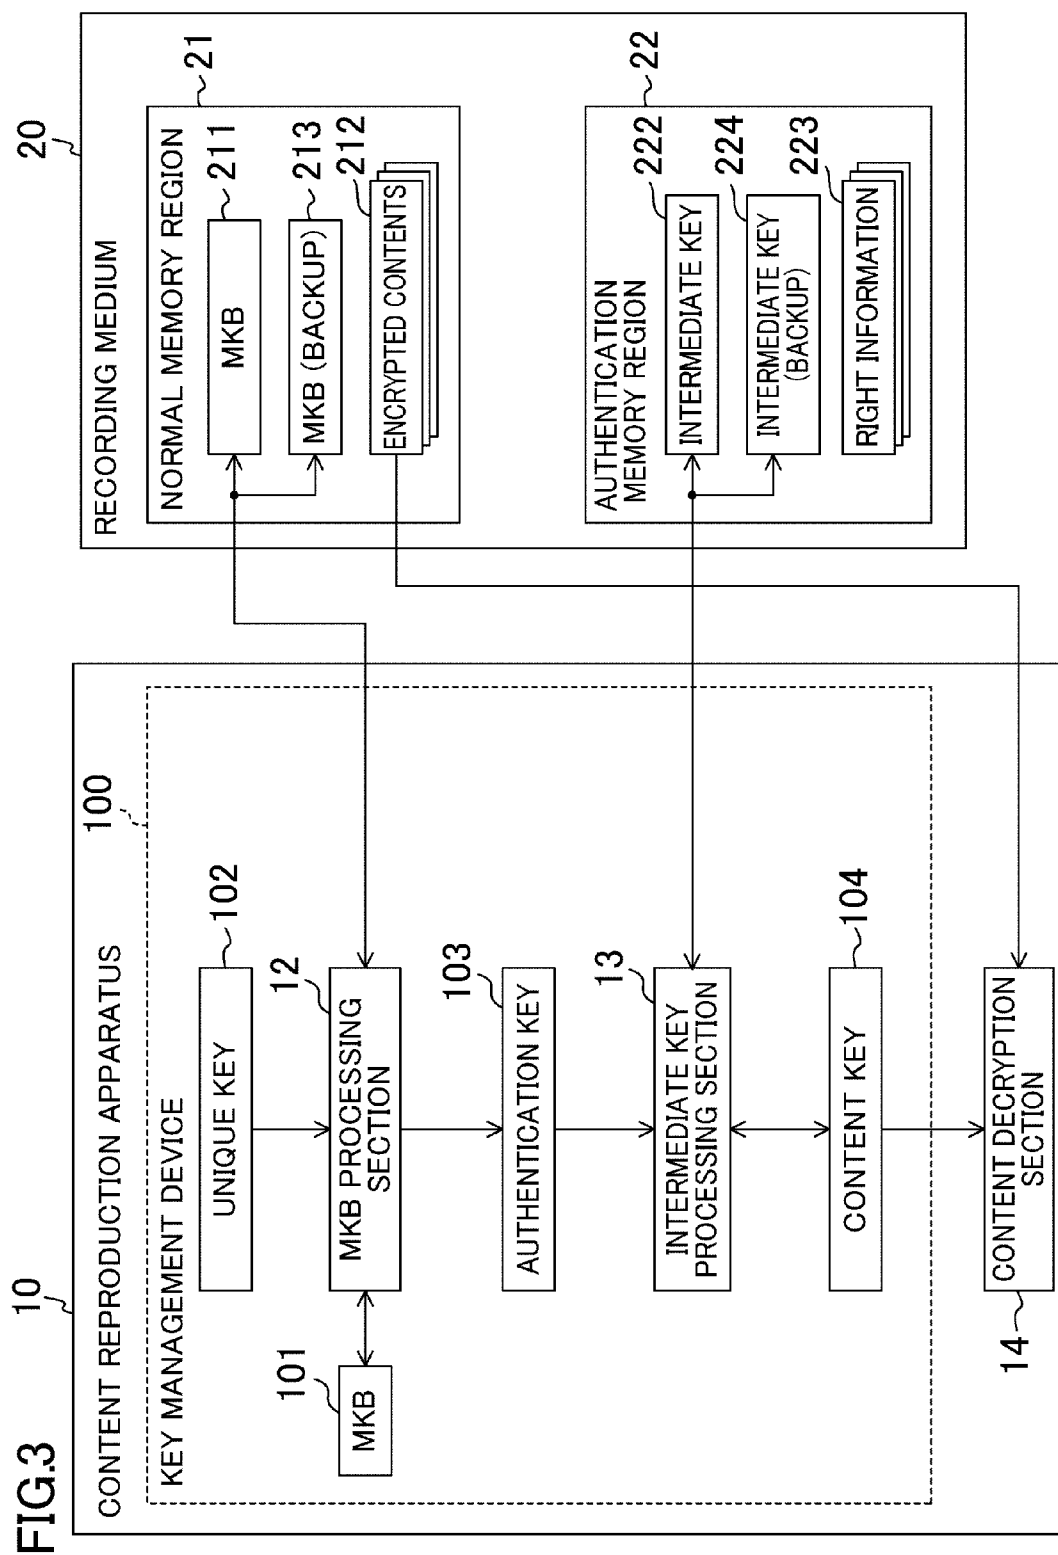 FIG.3
10
CONTENT REPRODUCTION APPARATUS
100
KEY MANAGEMENT DEVICE
102
UNIQUE KEY
101
MKB
12
MKB PROCESSING
SECTION
103
AUTHENTICATION KEY
13
INTERMEDIATE KEY
PROCESSING SECTION
104
CONTENT KEY
14
CONTENT DECRYPTION
SECTION
20
RECORDING MEDIUM
21
NORMAL MEMORY REGION
211
MKB
213
MKB (BACKUP)
212
ENCRYPTED CONTENTS
22
AUTHENTICATION
MEMORY REGION
222
INTERMEDIATE KEY
224
INTERMEDIATE KEY
(BACKUP)
223
RIGHT INFORMATION